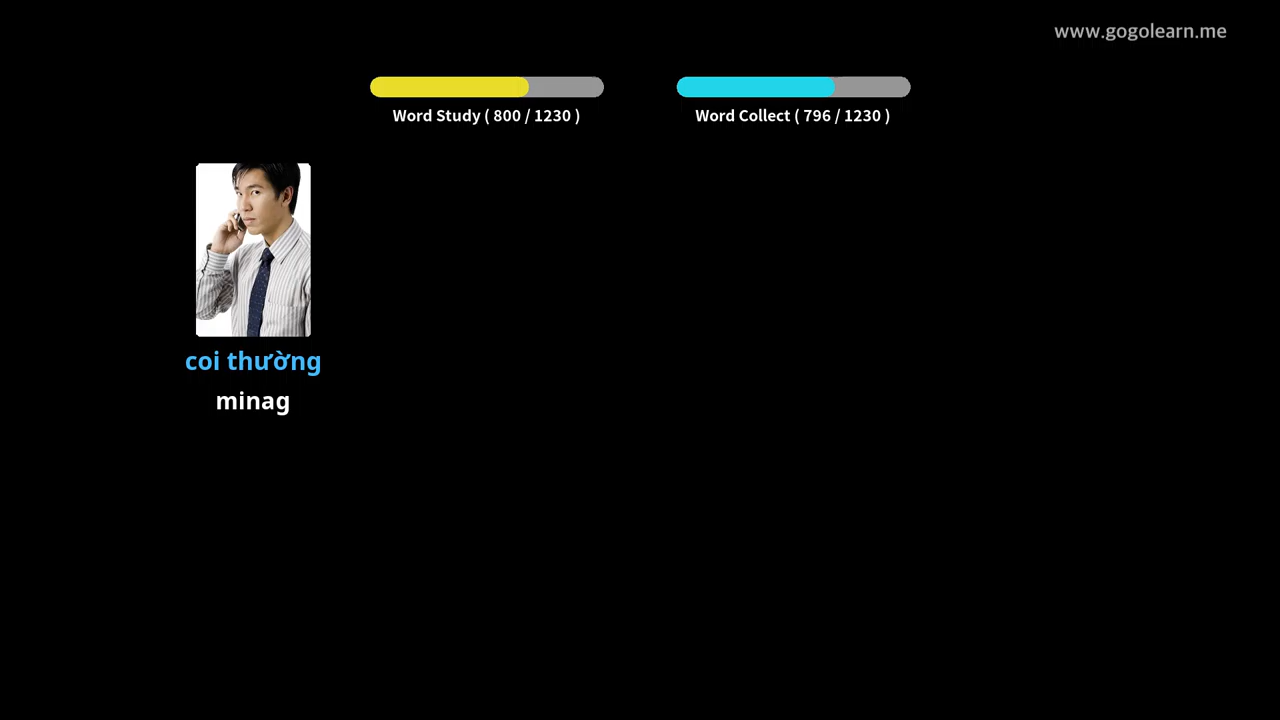 www.gogolearn.me
Word Study ( 800 / 1230 )
Word Collect ( 796 / 1230 )
coi thường
minag